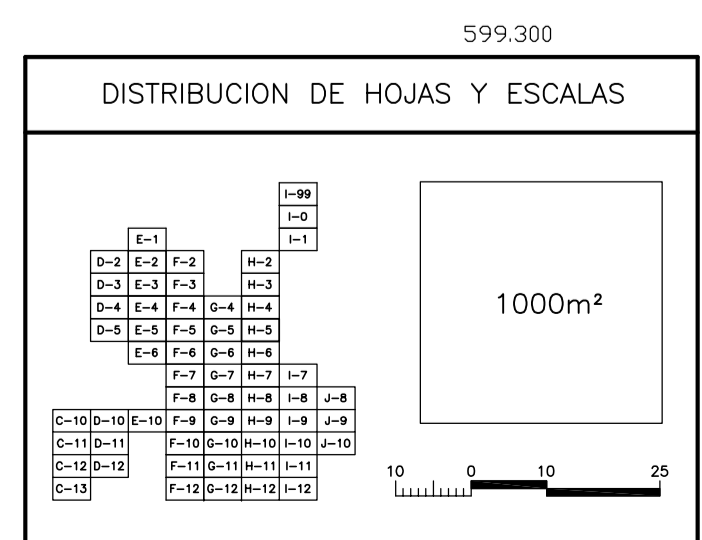 599.300
DISTRIBUCION DE HOJAS Y ESCALAS
I-99
I-0
E-1 I-1
D-2 E-2 F-2 H-2
D-3 E-3 F-3 H-3
D-4 E-4 F-4 G-4 H-4
D-5 E-5 F-5 G-5 H-5
E-6 F-6 G-6 H-6
F-7 G-7 H-7 I-7
F-8 G-8 H-8 I-8 J-8
C-10 D-10 E-10 F-9 G-9 H-9 I-9 J-9
C-11 D-11 F-10 G-10 H-10 I-10 J-10
C-12 D-12 F-11 G-11 H-11 I-11
C-13 F-12 G-12 H-12 I-12
1000m²
10 0 10 25